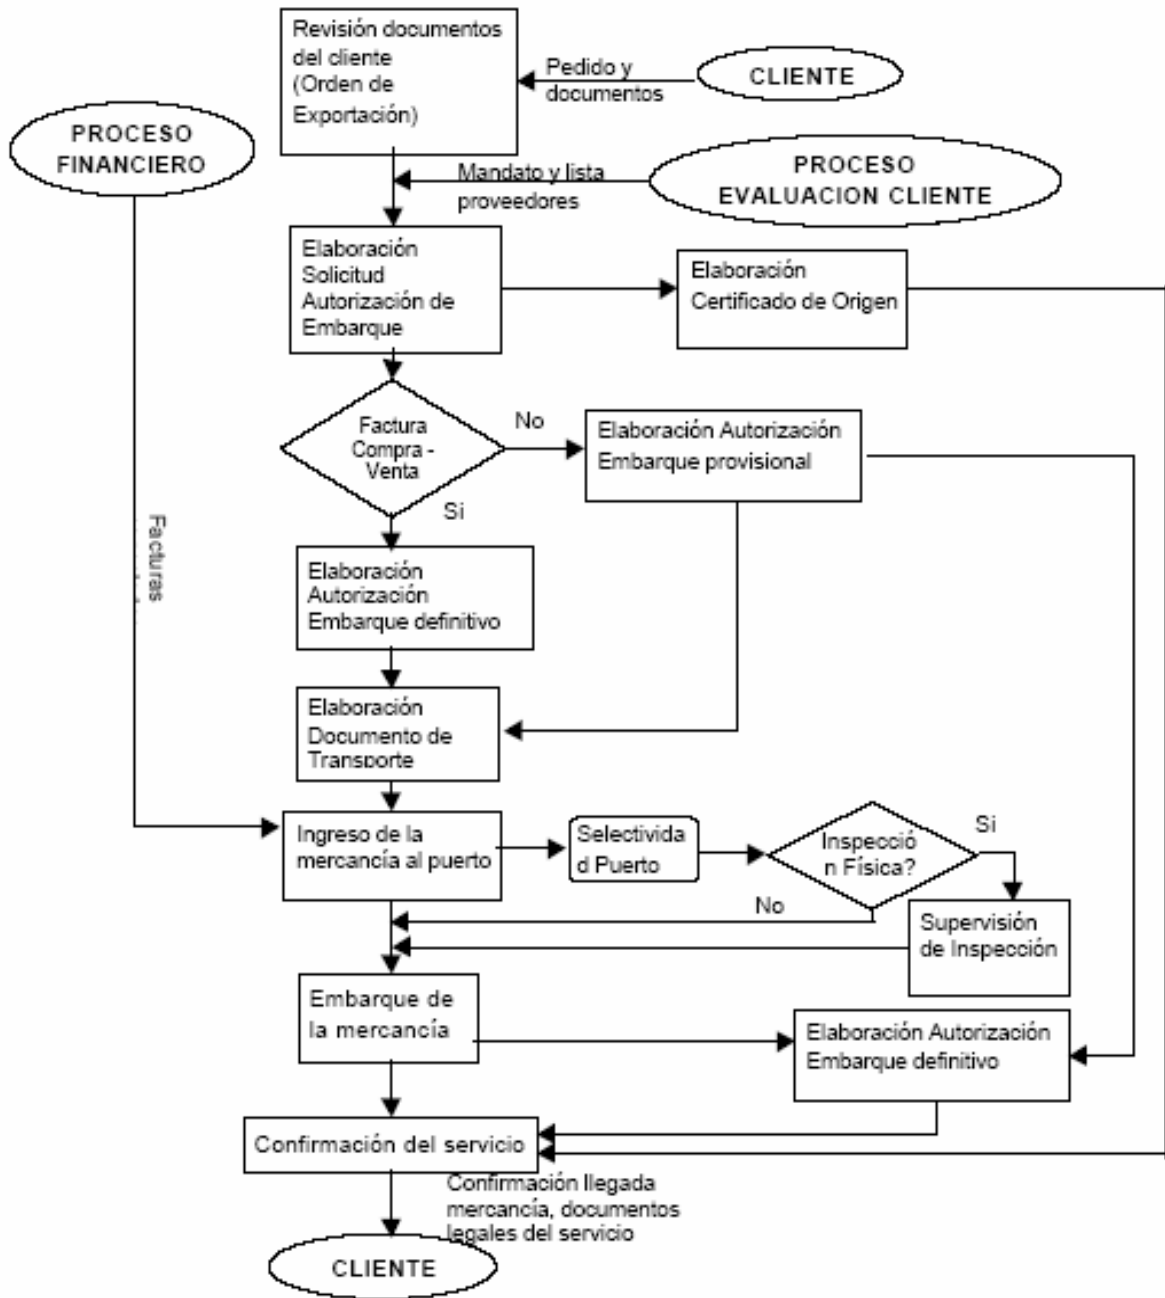 Revisión documentos
del cliente
(Orden de
Exportación)
Pedido y
documentos
CLIENTE
PROCESO
FINANCIERO
Mandato y lista
proveedores
PROCESO
EVALUACION CLIENTE
Elaboración
Solicitud
Autorización de
Embarque
Elaboración
Certificado de Origen
Factura
Compra -
Venta
No
Elaboración Autorización
Embarque provisional
Si
Facturas
Elaboración
Autorización
Embarque definitivo
Elaboración
Documento de
Transporte
Ingreso de la
mercancía al puerto
Selectivida
d Puerto
Inspecció
n Física?
Si
No
Supervisión
de Inspección
Embarque de
la mercancía
Elaboración Autorización
Embarque definitivo
Confirmación del servicio
Confirmación llegada
mercancía, documentos
legales del servicio
CLIENTE